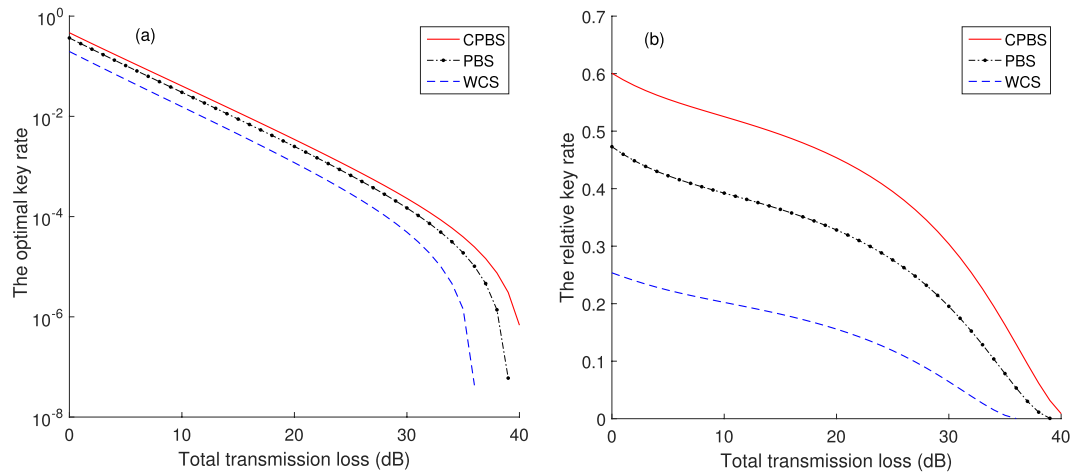 (a)
CPBS
PBS
WCS
The optimal key rate
10^0
10^-2
10^-4
10^-6
10^-8
0
10
20
30
40
Total transmission loss (dB)
(b)
CPBS
PBS
WCS
The relative key rate
0.7
0.6
0.5
0.4
0.3
0.2
0.1
0
0
10
20
30
40
Total transmission loss (dB)